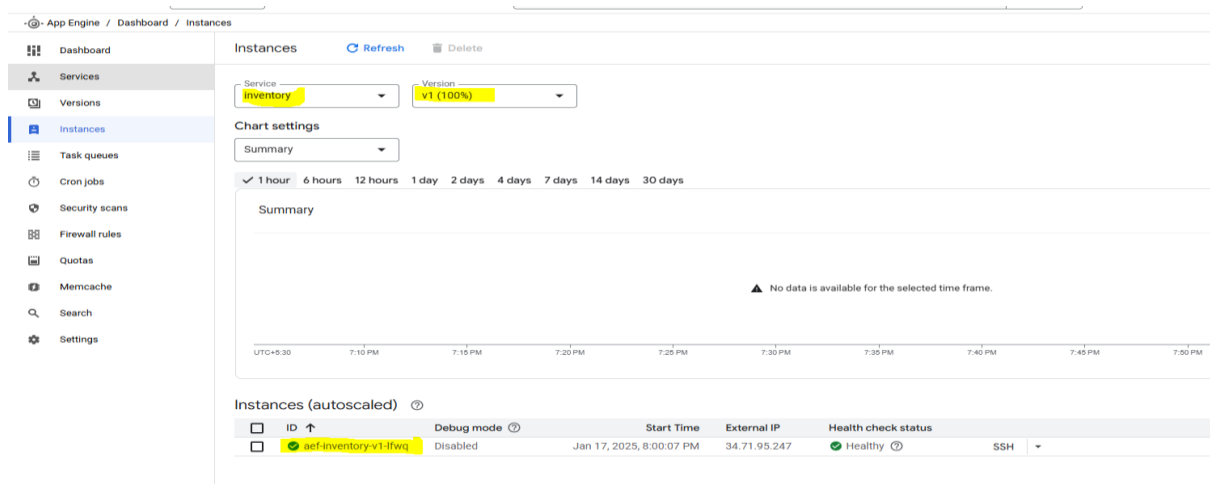 App Engine / Dashboard / Instances
Dashboard
Services
Versions
Instances
Task queues
Cron jobs
Security scans
Firewall rules
Quotas
Memcache
Search
Settings
Instances Refresh Delete
Service Version
inventory v1 (100%)
Chart settings
Summary
1 hour 6 hours 12 hours 1 day 2 days 4 days 7 days 14 days 30 days
Summary
No data is available for the selected time frame.
UTC+5:30 7:10 PM 7:15 PM 7:20 PM 7:25 PM 7:30 PM 7:35 PM 7:40 PM 7:45 PM 7:50 PM
Instances (autoscaled)
ID Debug mode Start Time External IP Health check status
aef-inventory-v1-lfwq Disabled Jan 17, 2025, 8:00:07 PM 34.71.95.247 Healthy SSH